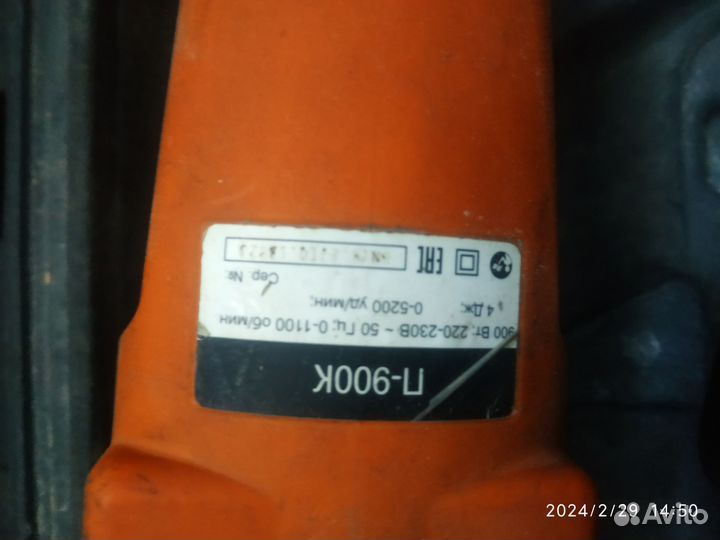 П-900К
900 Вт; 220-230В ~ 50 Гц; 0-1100 об/мин
4 Дж; 0-5200 уд/мин;
Сер. №
EAC
2024/2/29 14:50
Avito